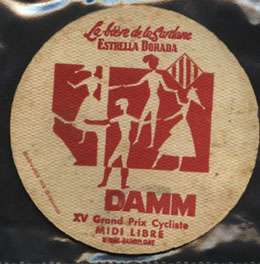 La bière de la Sardane
ESTRELLA DORADA
DAMM
XV Grand Prix Cycliste
MIDI LIBRE